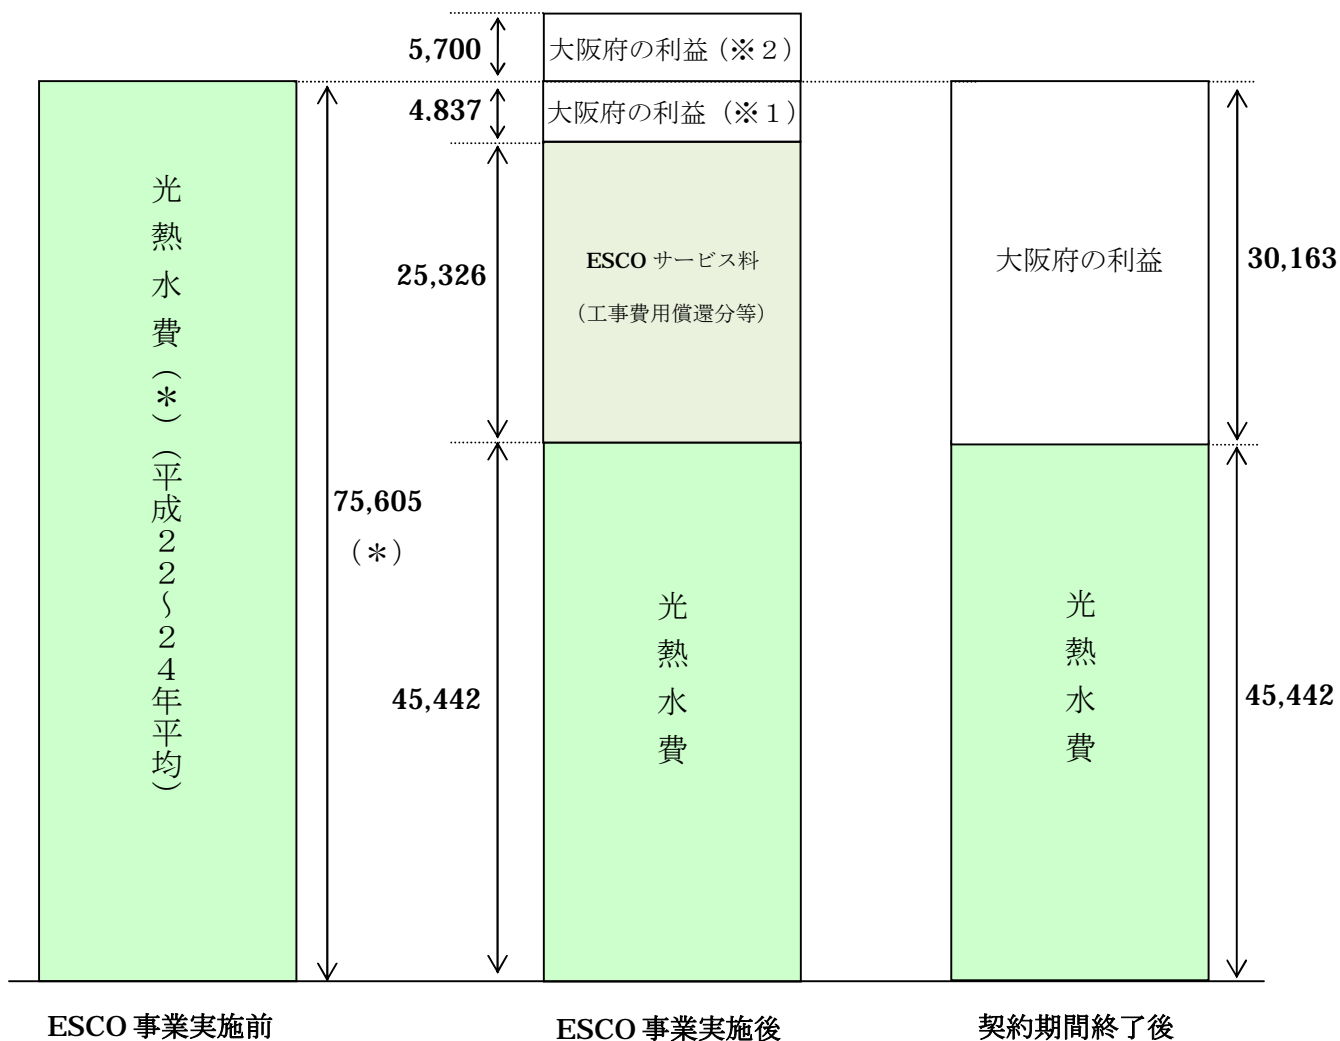 5,700
大阪府の利益（※２）
4.837
大阪府の利益（※１）
光熱水費（＊）（平成２２～２４年平均）
75,605
（＊）
25,326
ESCO サービス料
（工事費用償還分等）
45,442
光熱水費
大阪府の利益
30,163
光熱水費
45,442
ESCO 事業実施前
ESCO 事業実施後
契約期間終了後